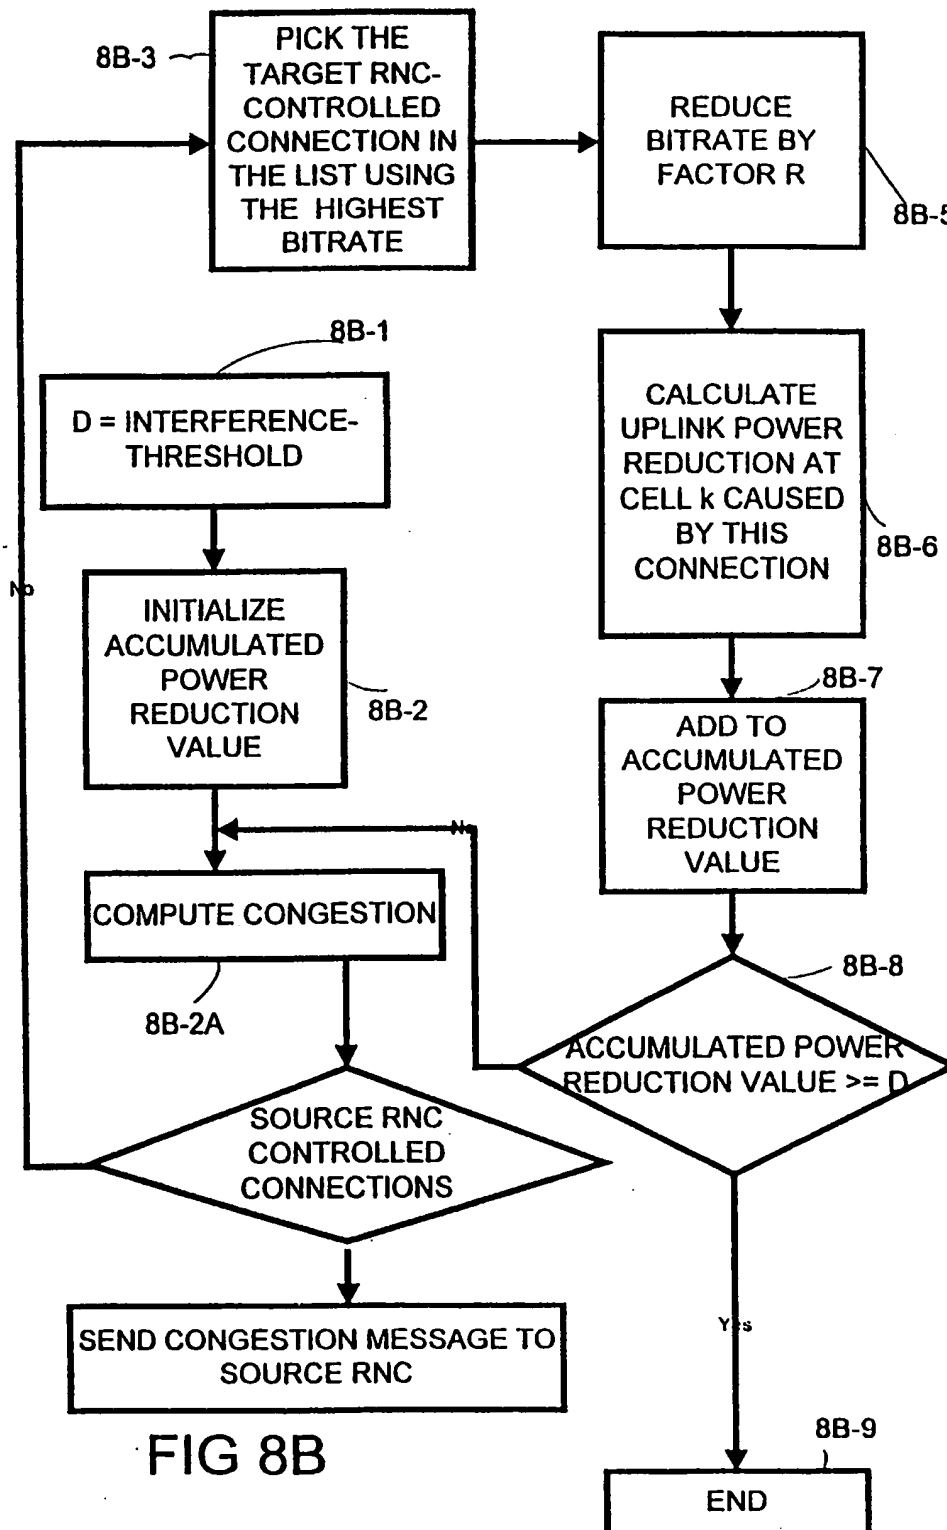 8B-3
PICK THE
TARGET RNC-
CONTROLLED
CONNECTION IN
THE LIST USING
THE HIGHEST
BITRATE
REDUCE
BITRATE BY
FACTOR R
8B-5
8B-1
D = INTERFERENCE-
THRESHOLD
CALCULATE
UPLINK POWER
REDUCTION AT
CELL k CAUSED
BY THIS
CONNECTION
8B-6
No
INITIALIZE
ACCUMULATED
POWER
REDUCTION
VALUE
8B-2
8B-7
ADD TO
ACCUMULATED
POWER
REDUCTION
VALUE
No
COMPUTE CONGESTION
8B-2A
8B-8
ACCUMULATED POWER
REDUCTION VALUE >= D
SOURCE RNC
CONTROLLED
CONNECTIONS
SEND CONGESTION MESSAGE TO
SOURCE RNC
Yes
FIG 8B
8B-9
END